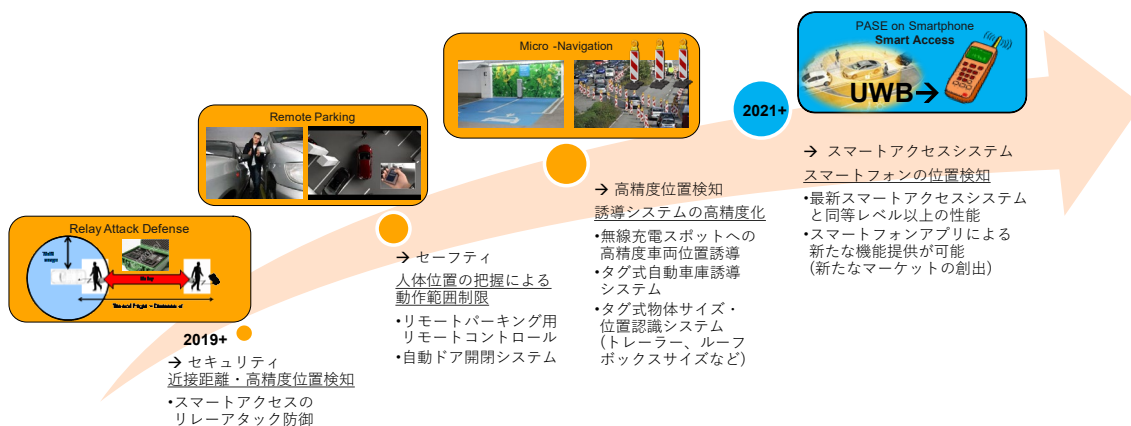 Relay Attack Defense
2019+
→ セキュリティ
近接距離・高精度位置検知
•スマートアクセスの
リレーアタック防御
Remote Parking
→ セーフティ
人体位置の把握による
動作範囲制限
•リモートパーキング用
リモートコントロール
•自動ドア開閉システム
Micro -Navigation
→ 高精度位置検知
誘導システムの高精度化
•無線充電スポットへの
高精度車両位置誘導
•タグ式自動車庫誘導
システム
•タグ式物体サイズ・
位置認識システム
(トレーラー、ルーフ
ボックスサイズなど)
2021+
PASE on Smartphone
Smart Access
UWB→
→ スマートアクセスシステム
スマートフォンの位置検知
•最新スマートアクセスシステム
と同等レベル以上の性能
•スマートフォンアプリによる
新たな機能提供が可能
(新たなマーケットの創出)